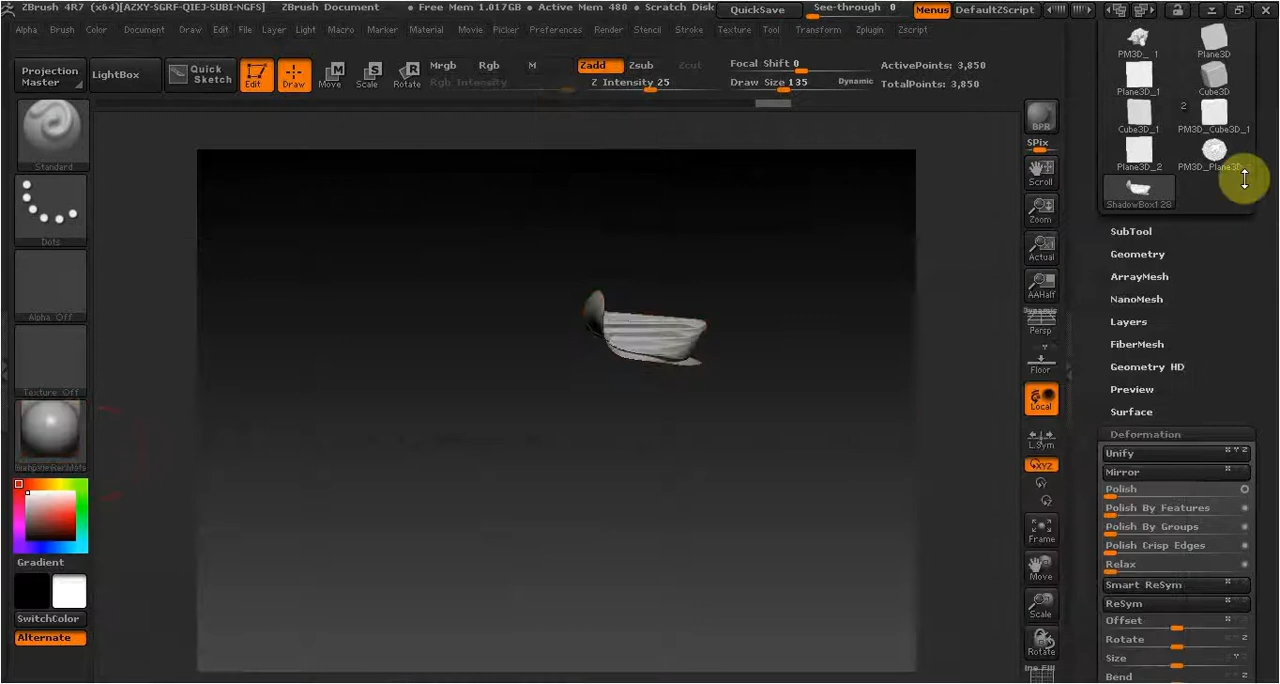 ZBrush 4R7 (x64)[AZXY-SGRF-QIEJ-SUBI-NGFS] ZBrush Document • Free Mem 1.017GB • Active Mem 480 • Scratch Disk QuickSave See-through 0 Menus DefaultZScript
Alpha Brush Color Document Draw Edit File Layer Light Macro Marker Material Movie Picker Preferences Render Stencil Stroke Texture Tool Transform Zplugin Zscript
Projection
Master
LightBox
Quick
Sketch
Edit
Draw
Move
Scale
Rotate
Mrgb Rgb M
Rgb Intensity
Zadd Zsub Zcut
Z Intensity 25
Focal Shift 0
Draw Size 135 Dynamic
ActivePoints: 3,850
TotalPoints: 3,850
Standard
Dots
Alpha Off
Texture Off
Gradient
SwitchColor
Alternate
BPR
SPix
Scroll
Zoom
Actual
AAHalf
Dynamic
Persp
Floor
Local
L.Sym
XYZ
Frame
Move
Scale
Rotate
Line Fill
PM3D_ 1 Plane3D
Plane3D_1 Cube3D
2
Cube3D_1 PM3D_Cube3D_1
Plane3D_2 PM3D_Plane3D
ShadowBox128
SubTool
Geometry
ArrayMesh
NanoMesh
Layers
FiberMesh
Geometry HD
Preview
Surface
Deformation
Unify X Y Z
Mirror X
Polish
Polish By Features
Polish By Groups
Polish Crisp Edges
Relax
Smart ReSym X
ReSym X
Offset X
Rotate Z
Size
Bend Z